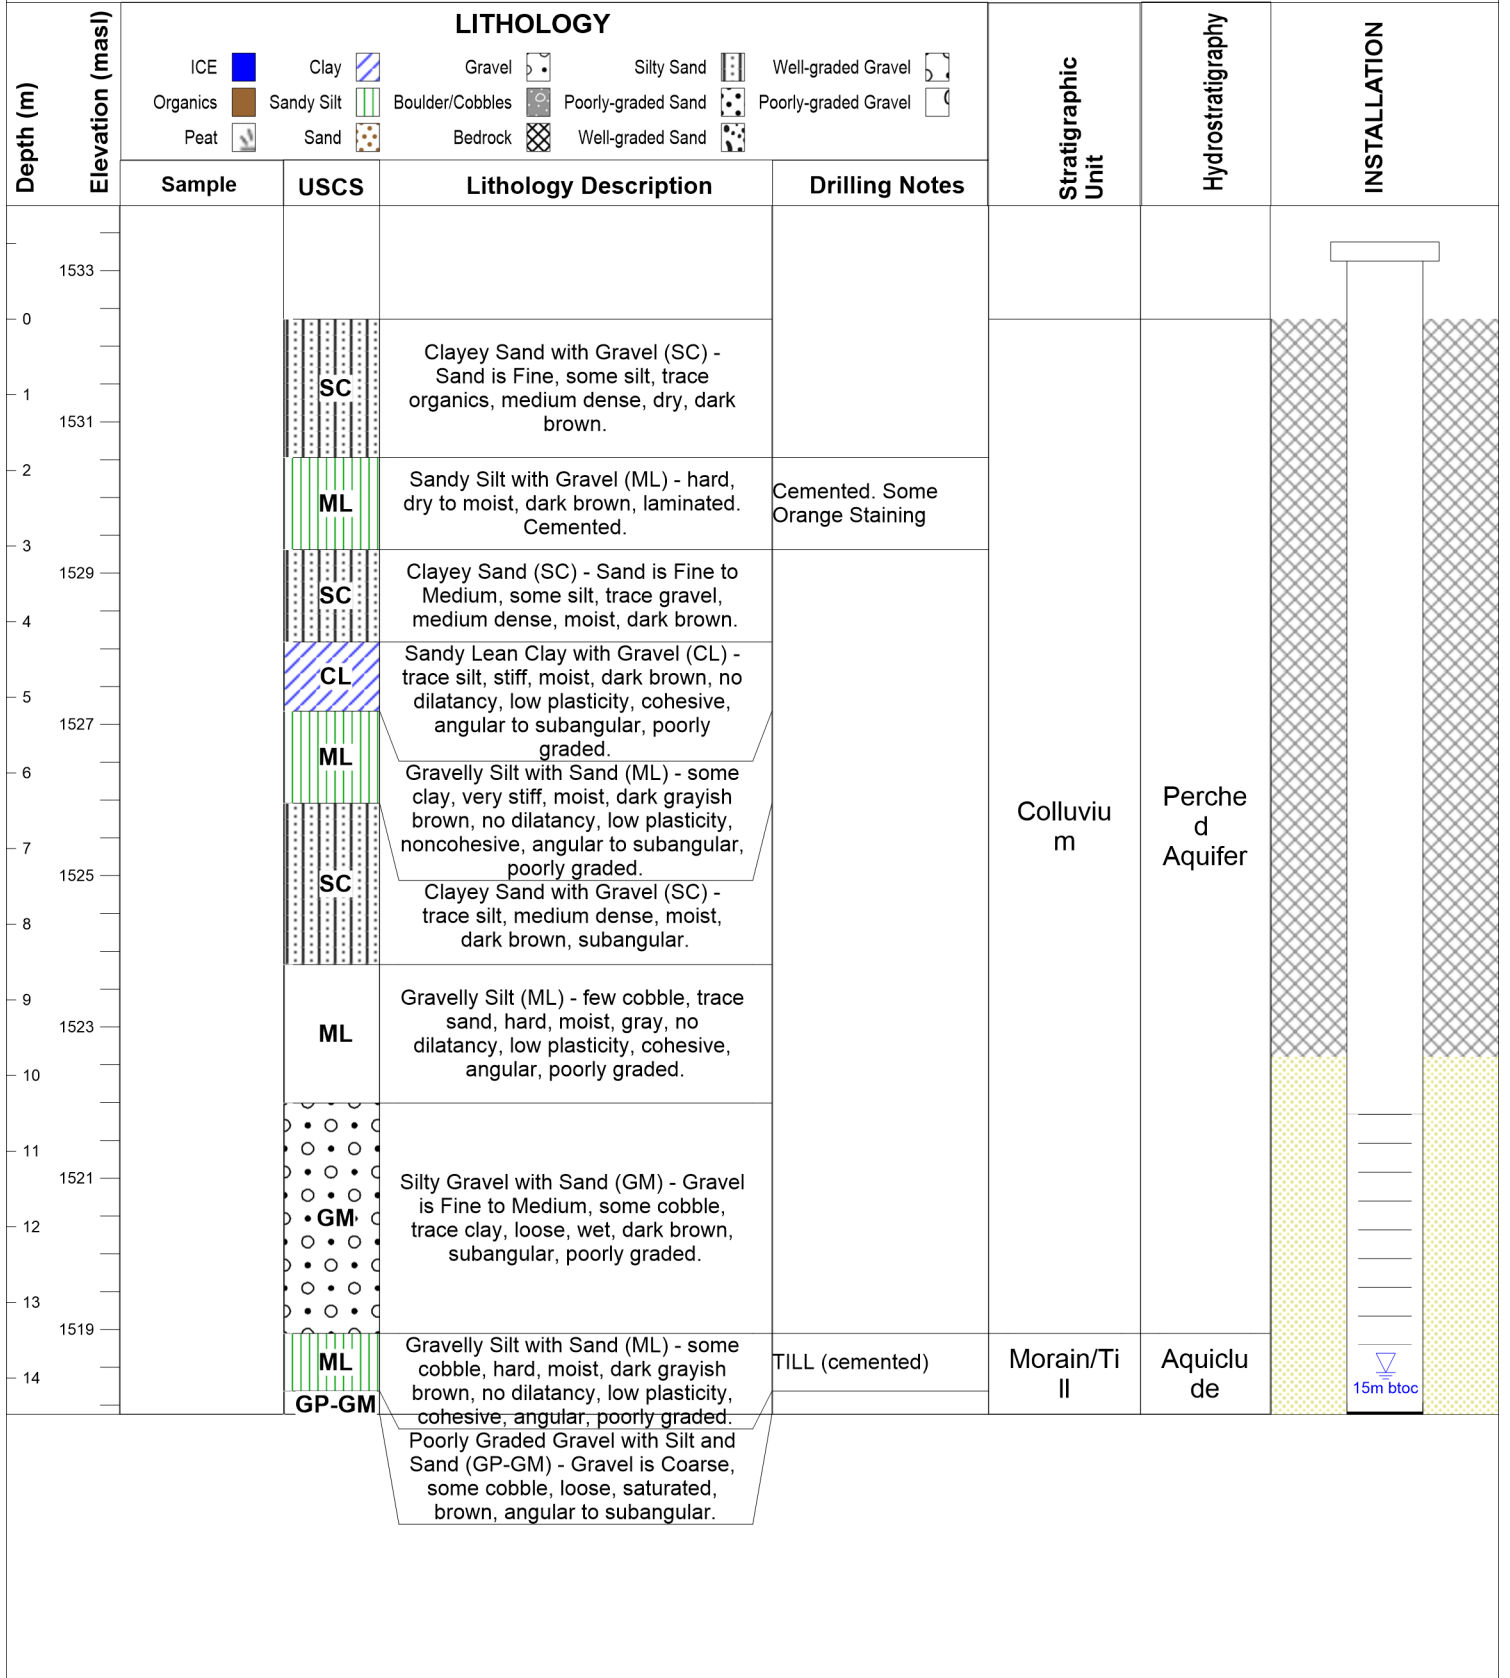 LITHOLOGY
ICE
Clay
Gravel
Silty Sand
Well-graded Gravel
Organics
Sandy Silt
Boulder/Cobbles
Poorly-graded Sand
Poorly-graded Gravel
Peat
Sand
Bedrock
Well-graded Sand
Depth (m)
Elevation (masl)
Sample
USCS
Lithology Description
Drilling Notes
Stratigraphic
Unit
Hydrostratigraphy
INSTALLATION
1533
0
SC
Clayey Sand with Gravel (SC) -
Sand is Fine, some silt, trace
organics, medium dense, dry, dark
brown.
1
1531
2
ML
Sandy Silt with Gravel (ML) - hard,
dry to moist, dark brown, laminated.
Cemented.
Cemented. Some
Orange Staining
3
1529
SC
Clayey Sand (SC) - Sand is Fine to
Medium, some silt, trace gravel,
medium dense, moist, dark brown.
4
CL
Sandy Lean Clay with Gravel (CL) -
trace silt, stiff, moist, dark brown, no
dilatancy, low plasticity, cohesive,
angular to subangular, poorly
graded.
5
1527
ML
6
Gravelly Silt with Sand (ML) - some
clay, very stiff, moist, dark grayish
brown, no dilatancy, low plasticity,
noncohesive, angular to subangular,
poorly graded.
Colluviu
m
Perche
d
Aquifer
7
1525
SC
Clayey Sand with Gravel (SC) -
trace silt, medium dense, moist,
dark brown, subangular.
8
9
1523
ML
Gravelly Silt (ML) - few cobble, trace
sand, hard, moist, gray, no
dilatancy, low plasticity, cohesive,
angular, poorly graded.
10
11
1521
GM
Silty Gravel with Sand (GM) - Gravel
is Fine to Medium, some cobble,
trace clay, loose, wet, dark brown,
subangular, poorly graded.
12
13
1519
ML
Gravelly Silt with Sand (ML) - some
cobble, hard, moist, dark grayish
brown, no dilatancy, low plasticity,
cohesive, angular, poorly graded.
TILL (cemented)
Morain/Ti
ll
Aquiclu
de
15m btoc
14
GP-GM
Poorly Graded Gravel with Silt and
Sand (GP-GM) - Gravel is Coarse,
some cobble, loose, saturated,
brown, angular to subangular.